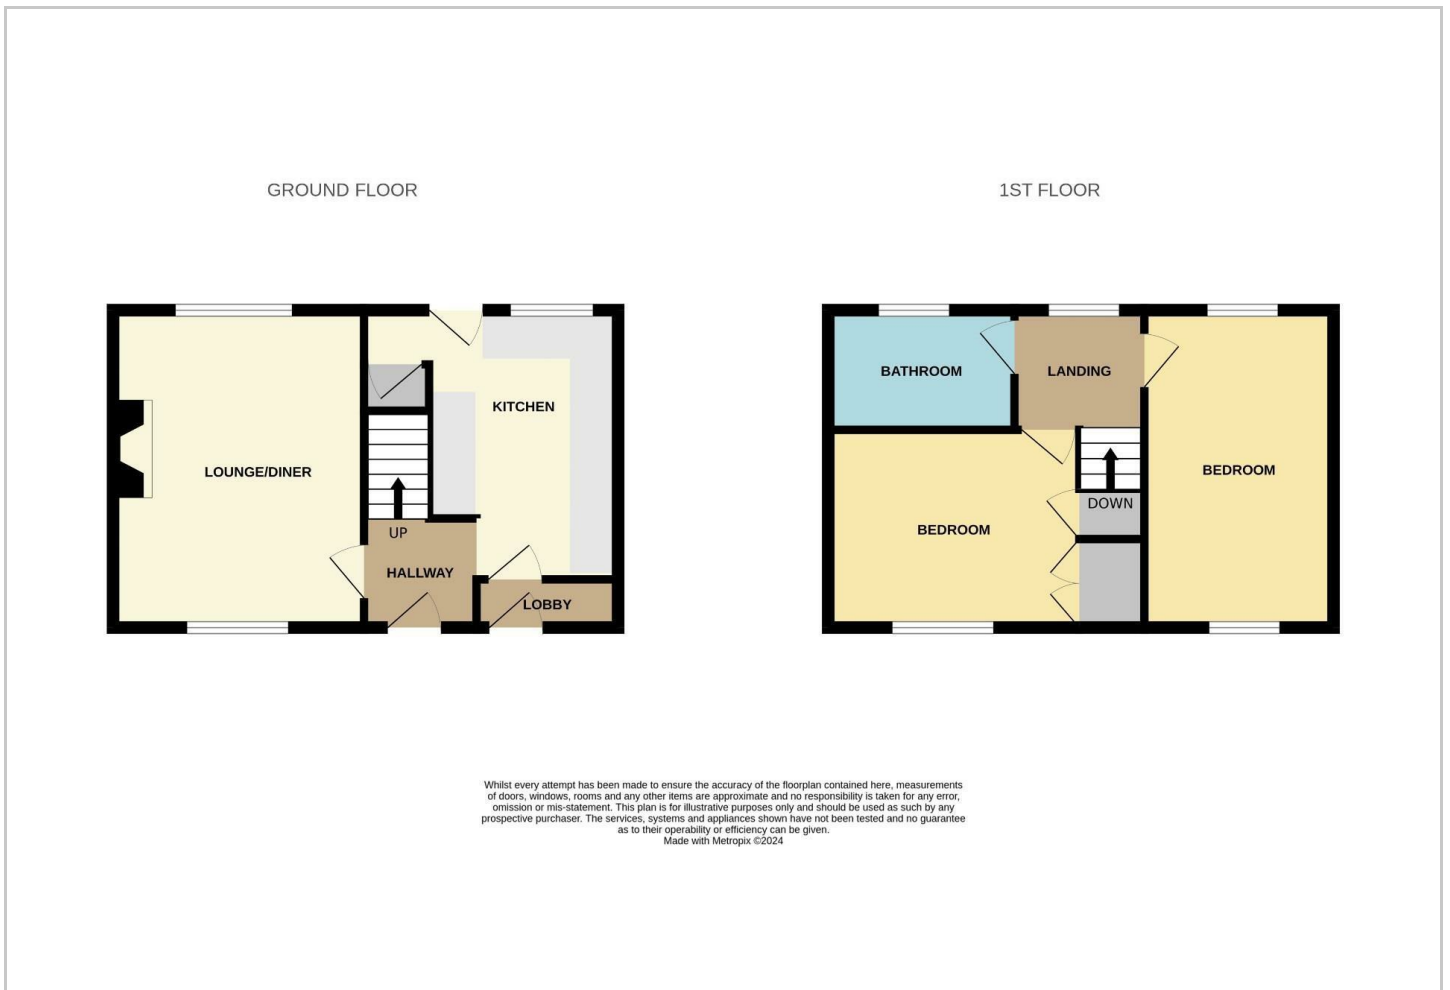 GROUND FLOOR
1ST FLOOR
KITCHEN
LOUNGE/DINER
UP
HALLWAY
LOBBY
BATHROOM
LANDING
BEDROOM
DOWN
BEDROOM
Whilst every attempt has been made to ensure the accuracy of the floorplan contained here, measurements
of doors, windows, rooms and any other items are approximate and no responsibility is taken for any error,
omission or mis-statement. This plan is for illustrative purposes only and should be used as such by any
prospective purchaser. The services, systems and appliances shown have not been tested and no guarantee
as to their operability or efficiency can be given.
Made with Metropix ©2024